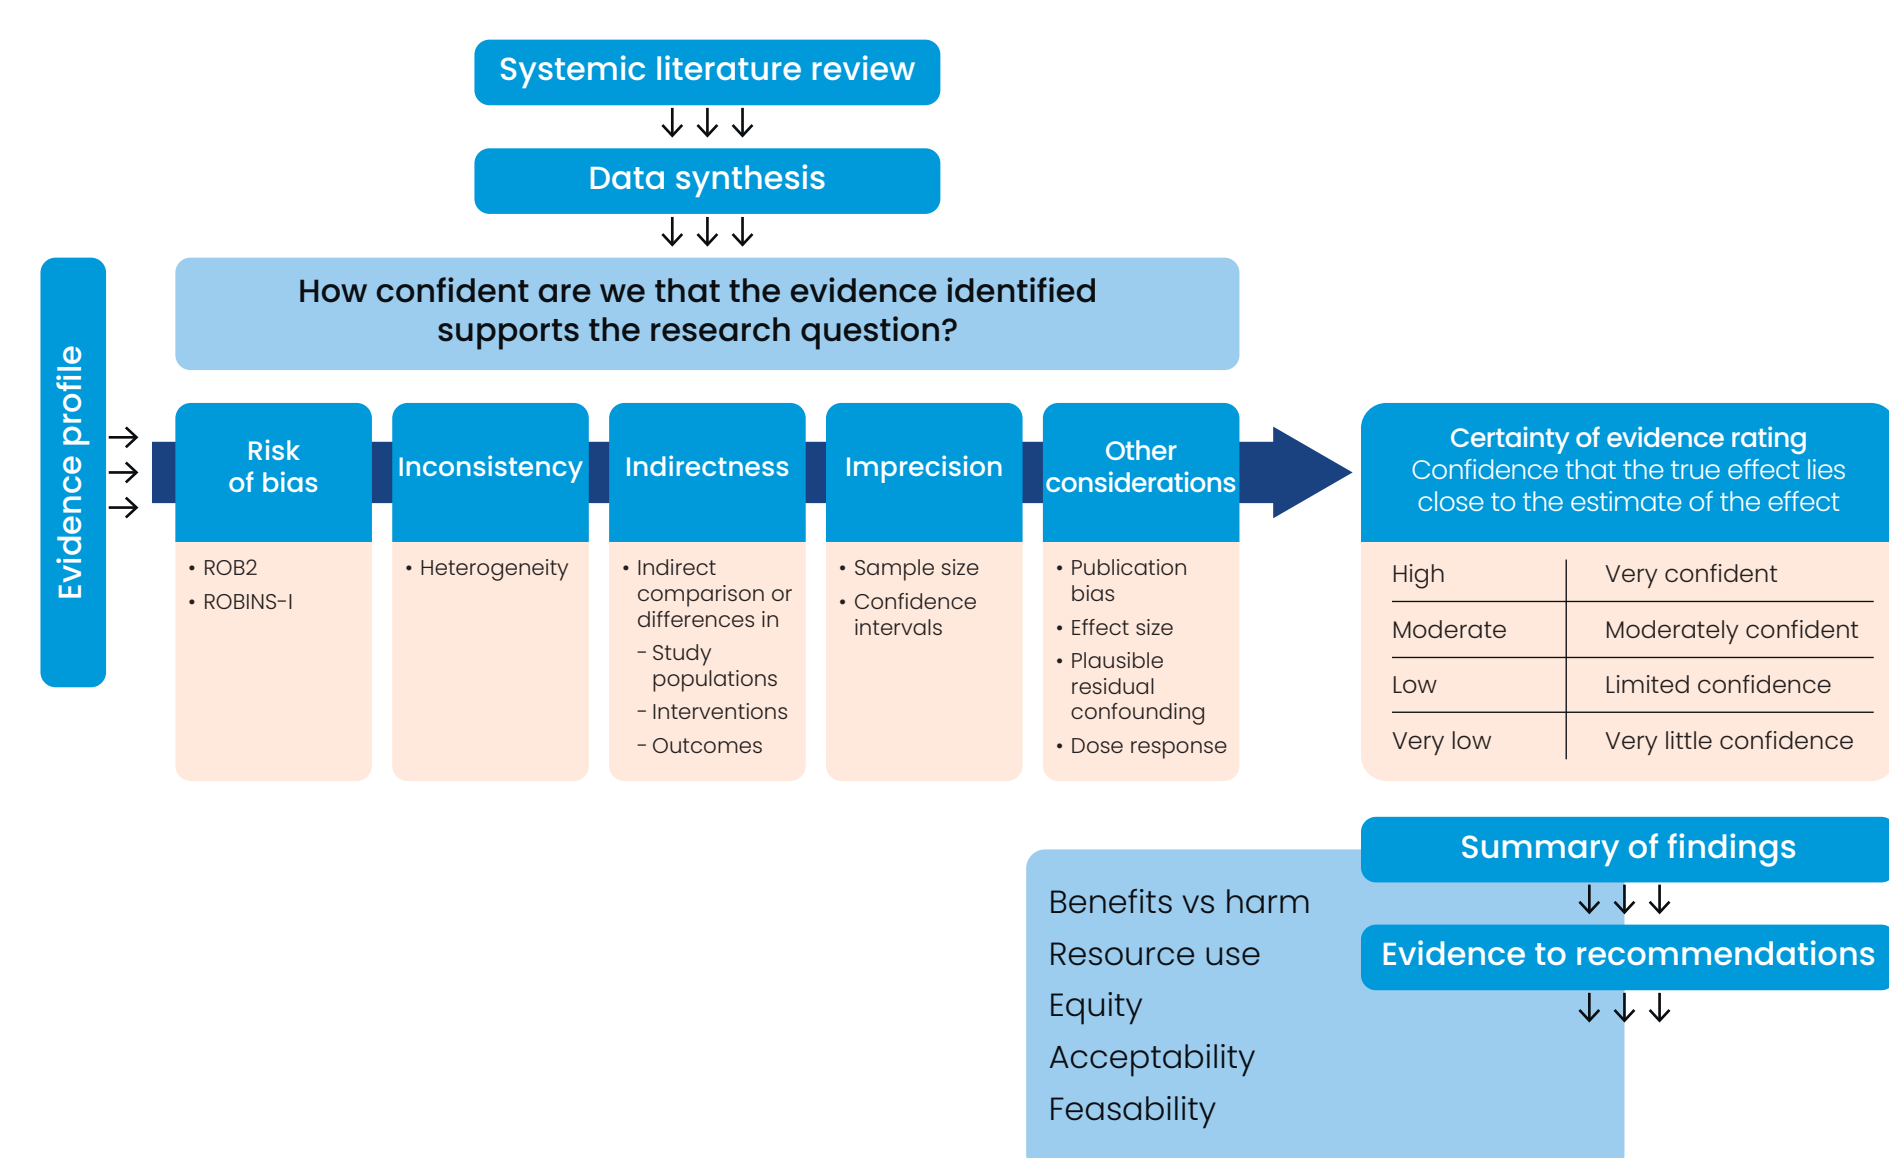 Systemic literature review
Data synthesis
How confident are we that the evidence identified
supports the research question?
Evidence profile
Risk
of bias
• ROB2
• ROBINS-I
Inconsistency
• Heterogeneity
Indirectness
• Indirect
comparison or
differences in
- Study
populations
- Interventions
- Outcomes
Imprecision
• Sample size
• Confidence
intervals
Other
considerations
• Publication
bias
• Effect size
• Plausible
residual
confounding
• Dose response
Certainty of evidence rating
Confidence that the true effect lies
close to the estimate of the effect
High Very confident
Moderate Moderately confident
Low Limited confidence
Very low Very little confidence
Summary of findings
Evidence to recommendations
Benefits vs harm
Resource use
Equity
Acceptability
Feasability